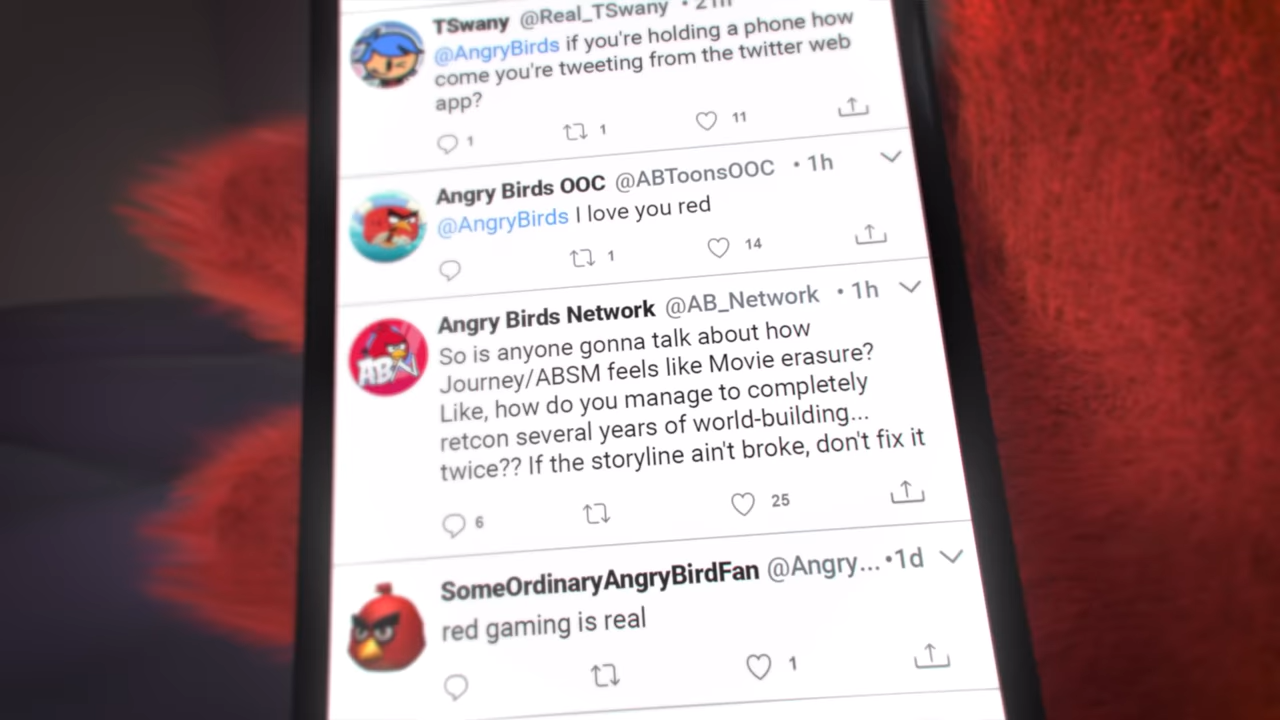 TSwany @Real_TSwany • 21h
@AngryBirds if you're holding a phone how
come you're tweeting from the twitter web
app?
1 1 11
Angry Birds OOC @ABToonsOOC • 1h
@AngryBirds I love you red
1 14
Angry Birds Network @AB_Network • 1h
So is anyone gonna talk about how
Journey/ABSM feels like Movie erasure?
Like, how do you manage to completely
retcon several years of world-building...
twice?? If the storyline ain't broke, don't fix it
6 25
SomeOrdinaryAngryBirdFan @Angry... •1d
red gaming is real
1
ABN